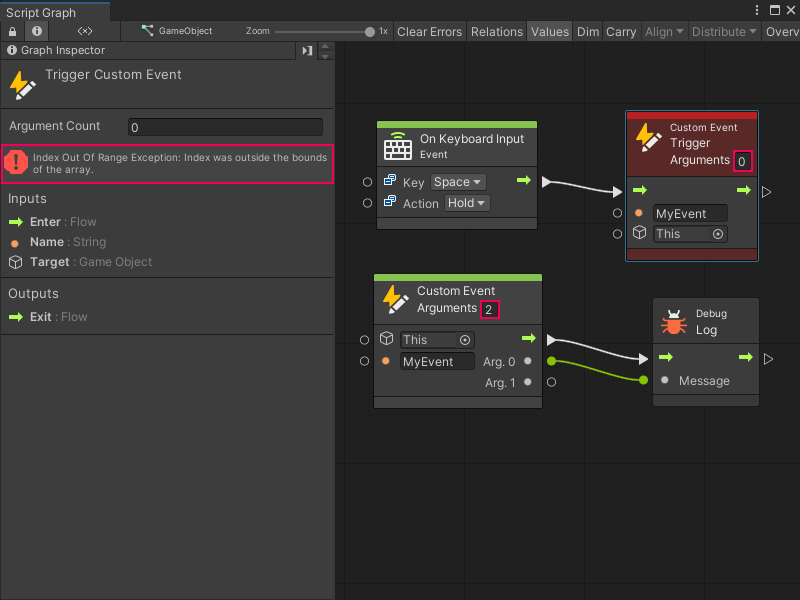 Script Graph
<×> GameObject Zoom 1x Clear Errors Relations Values Dim Carry Align Distribute Overv
Graph Inspector
Trigger Custom Event
Argument Count 0
Index Out Of Range Exception: Index was outside the bounds
of the array.
Inputs
Enter : Flow
Name : String
Target : Game Object
Outputs
Exit : Flow
On Keyboard Input
Event
Key Space
Action Hold
Custom Event
Trigger
Arguments 0
MyEvent
This
Custom Event
Arguments 2
This
MyEvent Arg. 0
Arg. 1
Debug
Log
Message